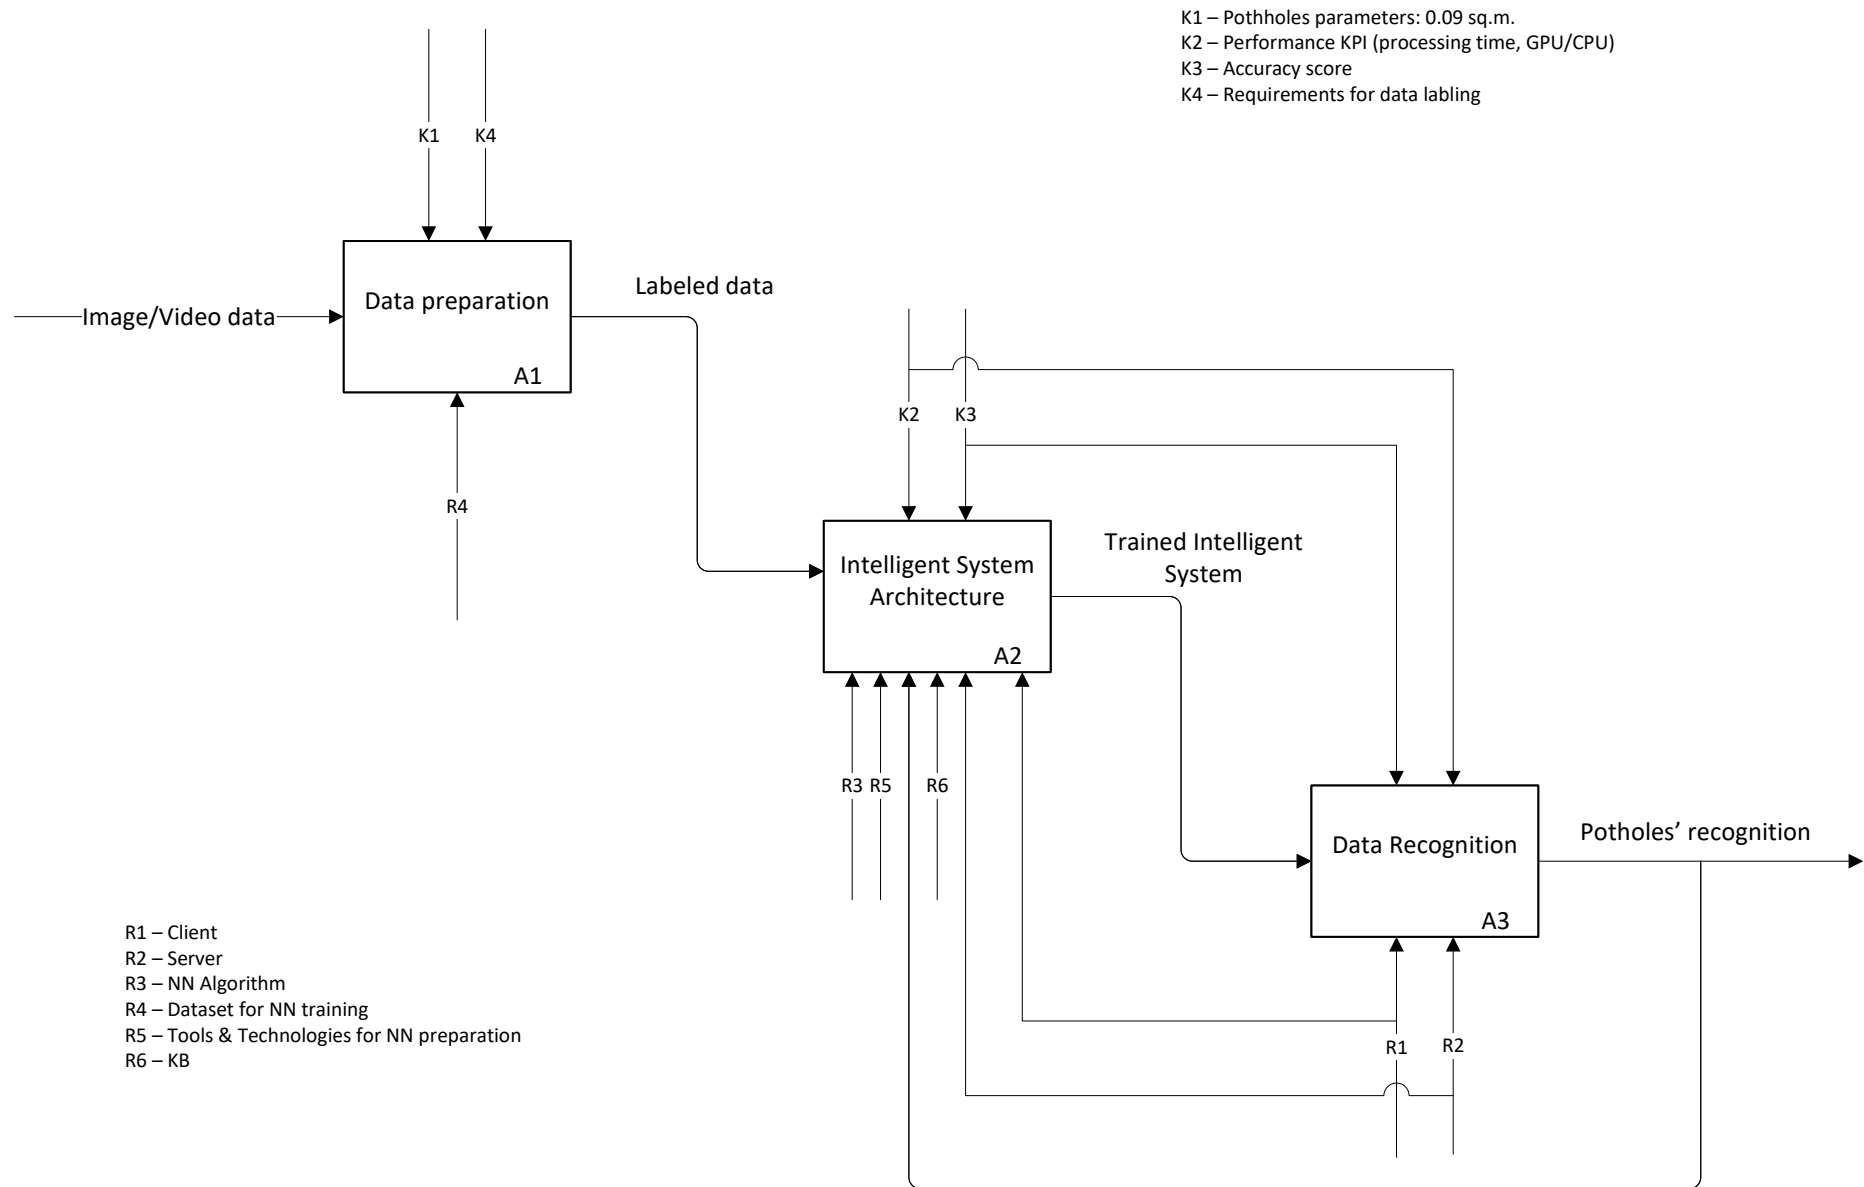 K1 – Pothholes parameters: 0.09 sq.m.
K2 – Performance KPI (processing time, GPU/CPU)
K3 – Accuracy score
K4 – Requirements for data labling
K1
K4
Image/Video data
Data preparation
A1
Labeled data
R4
K2
K3
Intelligent System
Architecture
A2
Trained Intelligent
System
R3
R5
R6
Data Recognition
A3
Potholes’ recognition
R1
R2
R1 – Client
R2 – Server
R3 – NN Algorithm
R4 – Dataset for NN training
R5 – Tools & Technologies for NN preparation
R6 – KB